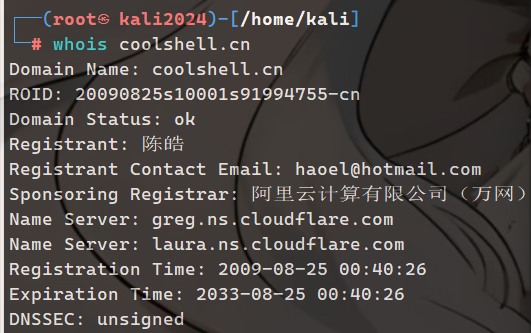 (root㉿kali2024)-[/home/kali]
# whois coolshell.cn
Domain Name: coolshell.cn
ROID: 20090825s10001s91994755-cn
Domain Status: ok
Registrant: 陈皓
Registrant Contact Email: haoel@hotmail.com
Sponsoring Registrar: 阿里云计算有限公司（万网）
Name Server: greg.ns.cloudflare.com
Name Server: laura.ns.cloudflare.com
Registration Time: 2009-08-25 00:40:26
Expiration Time: 2033-08-25 00:40:26
DNSSEC: unsigned